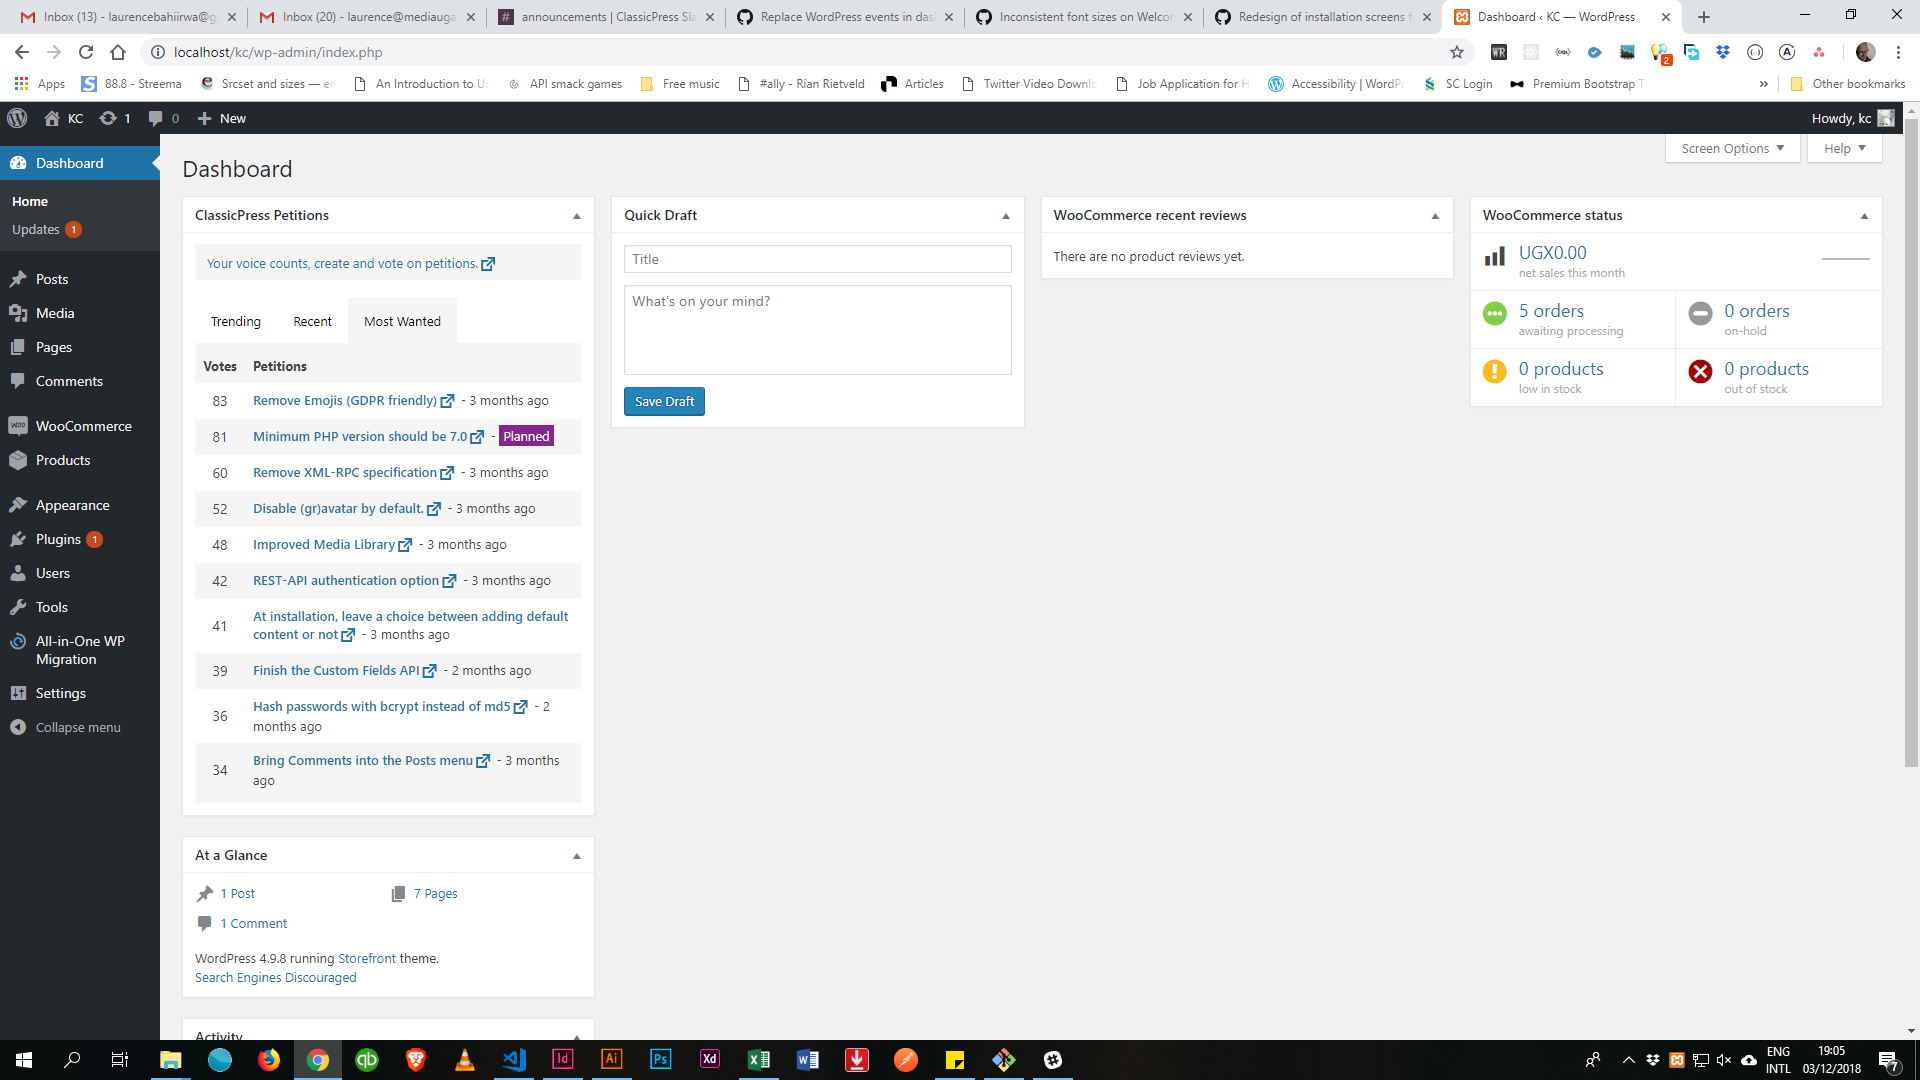 Inbox (13) - laurencebahiirwa@g
Inbox (20) - laurence@mediauga
announcements | ClassicPress Sla
Replace WordPress events in das
Inconsistent font sizes on Welcon
Redesign of installation screens f
Dashboard ‹ KC — WordPress
localhost/kc/wp-admin/index.php
Apps
88.8 - Streema
Srcset and sizes — er
An Introduction to U
API smack games
Free music
#ally - Rian Rietveld
Articles
Twitter Video Downl
Job Application for H
Accessibility | WordP
SC Login
Premium Bootstrap T
»
Other bookmarks
KC
1
0
New
Howdy, kc
Dashboard
Home
Updates 1
Posts
Media
Pages
Comments
WooCommerce
Products
Appearance
Plugins 1
Users
Tools
All-in-One WP
Migration
Settings
Collapse menu
Screen Options
Help
Dashboard
ClassicPress Petitions
Your voice counts, create and vote on petitions.
Trending Recent Most Wanted
Votes Petitions
83 Remove Emojis (GDPR friendly) - 3 months ago
81 Minimum PHP version should be 7.0 - Planned
60 Remove XML-RPC specification - 3 months ago
52 Disable (gr)avatar by default. - 3 months ago
48 Improved Media Library - 3 months ago
42 REST-API authentication option - 3 months ago
41 At installation, leave a choice between adding default
content or not - 3 months ago
39 Finish the Custom Fields API - 2 months ago
36 Hash passwords with bcrypt instead of md5 - 2
months ago
34 Bring Comments into the Posts menu - 3 months
ago
At a Glance
1 Post
7 Pages
1 Comment
WordPress 4.9.8 running Storefront theme.
Search Engines Discouraged
Activity
Quick Draft
Title
What's on your mind?
Save Draft
WooCommerce recent reviews
There are no product reviews yet.
WooCommerce status
UGX0.00
net sales this month
5 orders
awaiting processing
0 orders
on-hold
0 products
low in stock
0 products
out of stock
ENG
INTL
19:05
03/12/2018
7